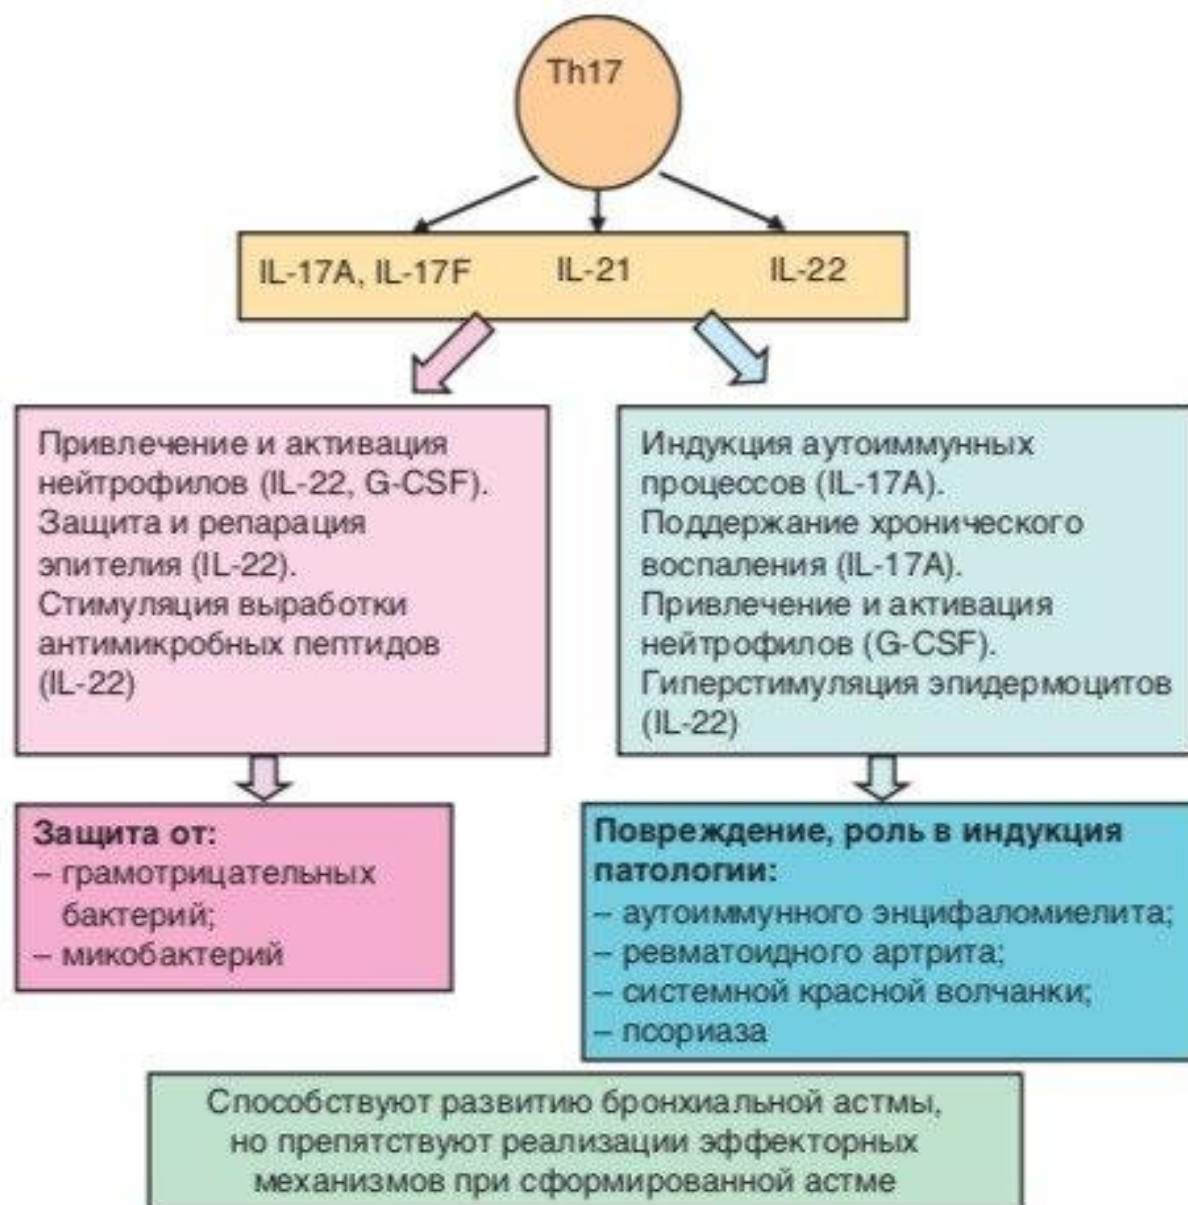 Th17
IL-17A, IL-17F IL-21 IL-22
Привлечение и активация
нейтрофилов (IL-22, G-CSF).
Защита и репарация
эпителия (IL-22).
Стимуляция выработки
антимикробных пептидов
(IL-22)
Индукция аутоиммунных
процессов (IL-17A).
Поддержание хронического
воспаления (IL-17A).
Привлечение и активация
нейтрофилов (G-CSF).
Гиперстимуляция эпидермоцитов
(IL-22)
Защита от:
– грамотрицательных
бактерий;
– микобактерий
Повреждение, роль в индукция
патологии:
– аутоиммунного энцифаломиелита;
– ревматоидного артрита;
– системной красной волчанки;
– псориаза
Способствуют развитию бронхиальной астмы,
но препятствуют реализации эффекторных
механизмов при сформированной астме